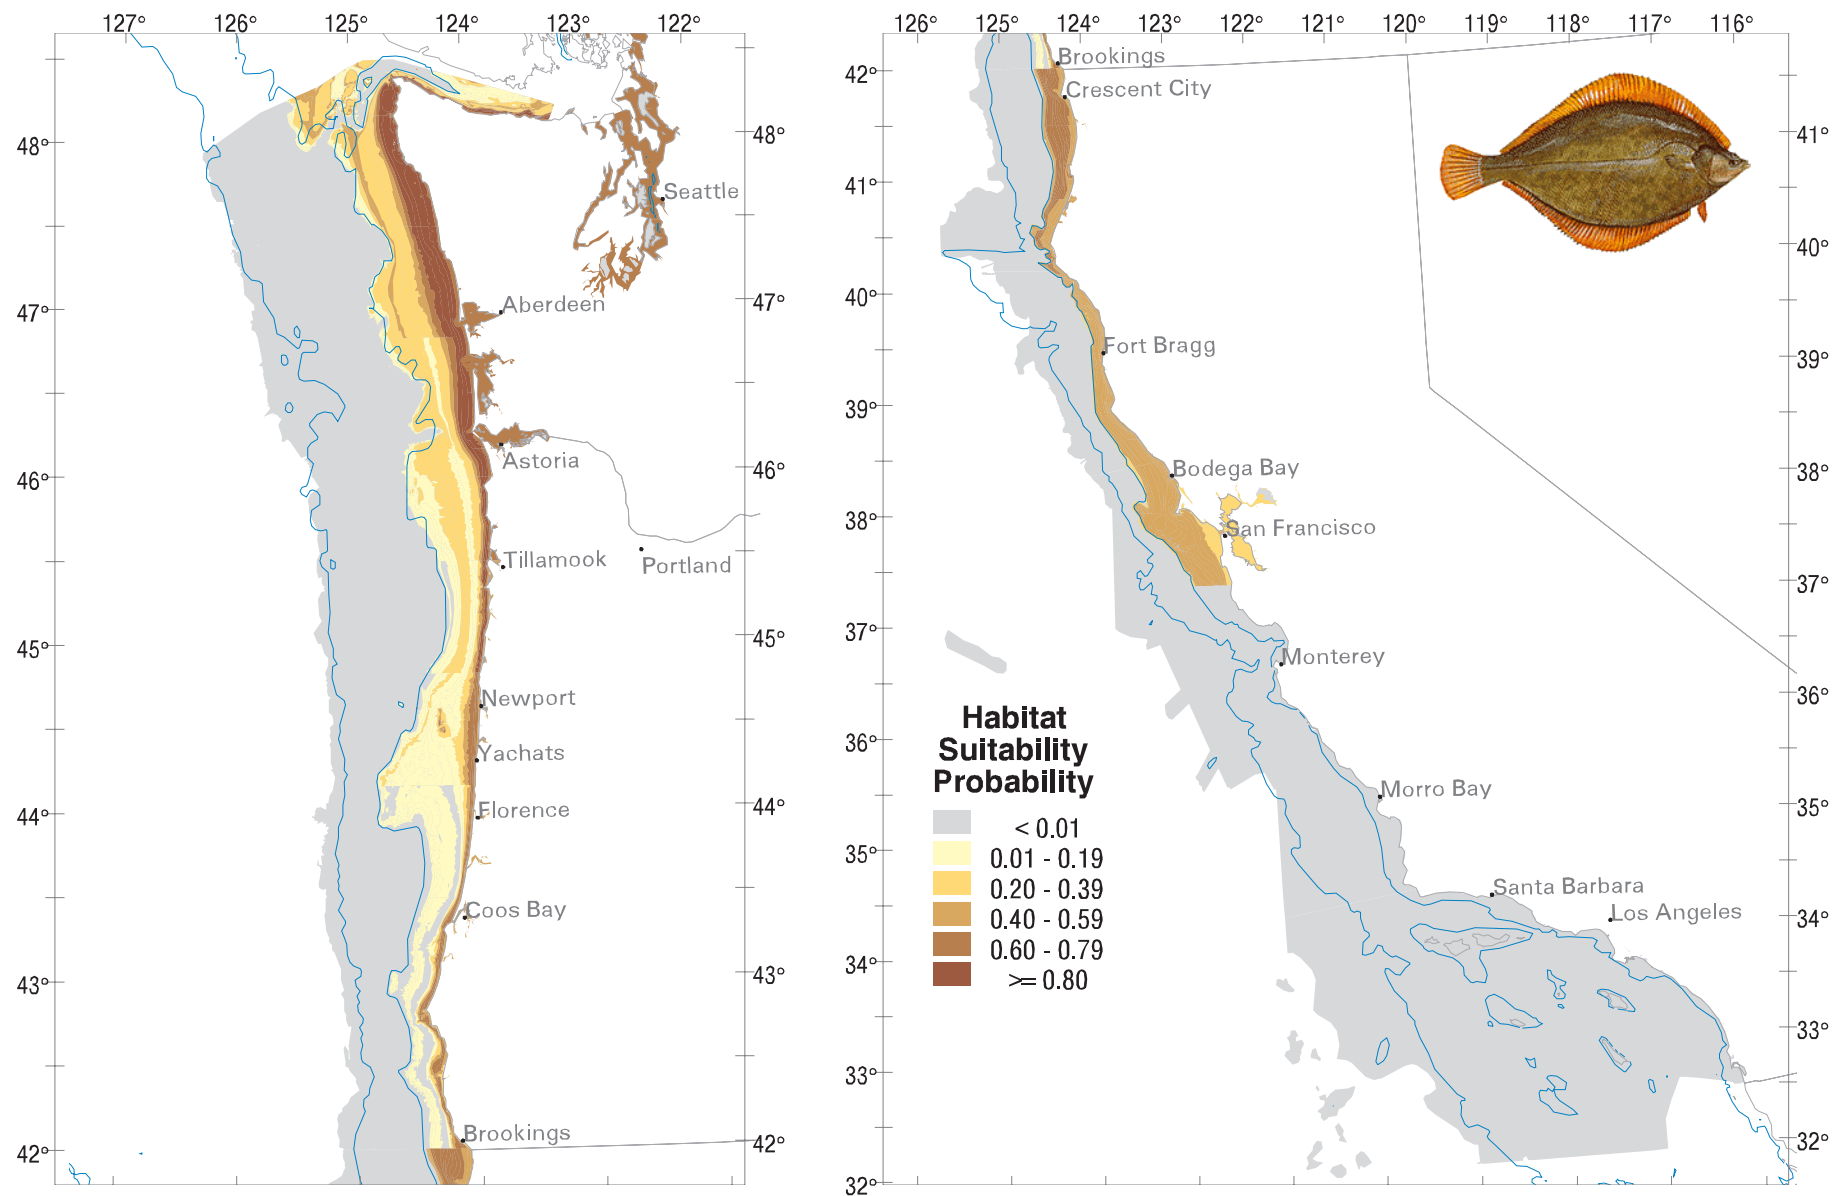 127° 125° 125° 124° 123° 122°
48° 48°
Seattle
47° 47°
Aberdeen
46° 46°
Astoria
Tillamook
Portland
45° 45°
Newport
Yachats
44° 44°
Florence
Coos Bay
43° 43°
Brookings
42° 42°
126° 125° 124° 123° 122° 121° 120° 119° 118° 117° 116°
Brookings
42°
Crescent City
41°
41°
40°
40°
Fort Bragg
39°
39°
Bodega Bay
38°
San Francisco
38°
37°
37°
Monterey
36°
36°
Morro Bay
35°
35°
Santa Barbara
Los Angeles
34°
34°
33°
33°
32°
32°
Habitat
Suitability
Probability
< 0.01
0.01 - 0.19
0.20 - 0.39
0.40 - 0.59
0.60 - 0.79
>= 0.80